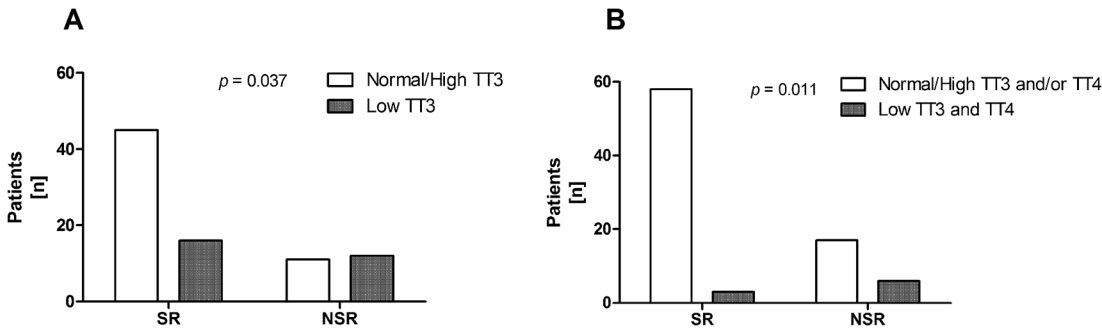 A
p = 0.037
Normal/High TT3
Low TT3
Patients
[n]
60
40
20
0
SR
NSR
B
p = 0.011
Normal/High TT3 and/or TT4
Low TT3 and TT4
Patients
[n]
60
40
20
0
SR
NSR